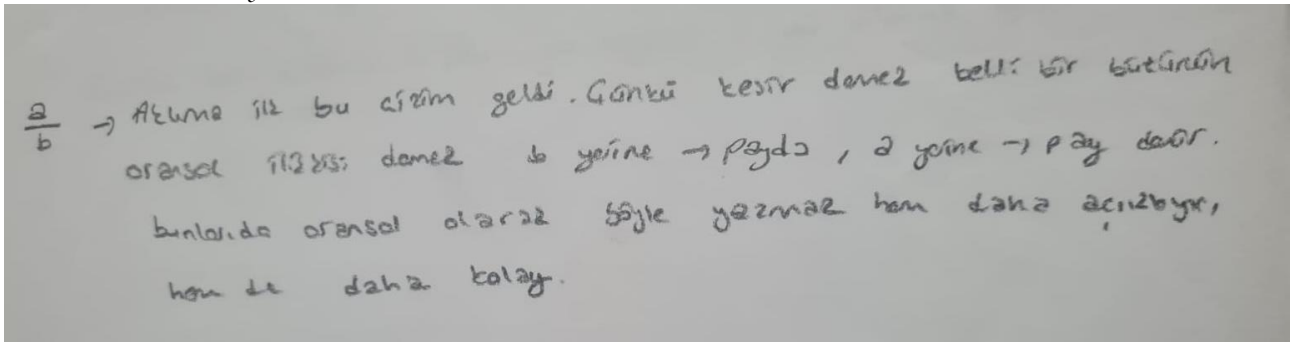 a/b → Aklıma ilk bu çizim geldi. Çünkü kesir demek belli bir bütünün
oransal ilişkisi demek b yerine → payda, a yerine → pay denir.
bunlarıda oransal olarak böyle yazmak hem daha açıklayıcı,
hem de daha kolay.